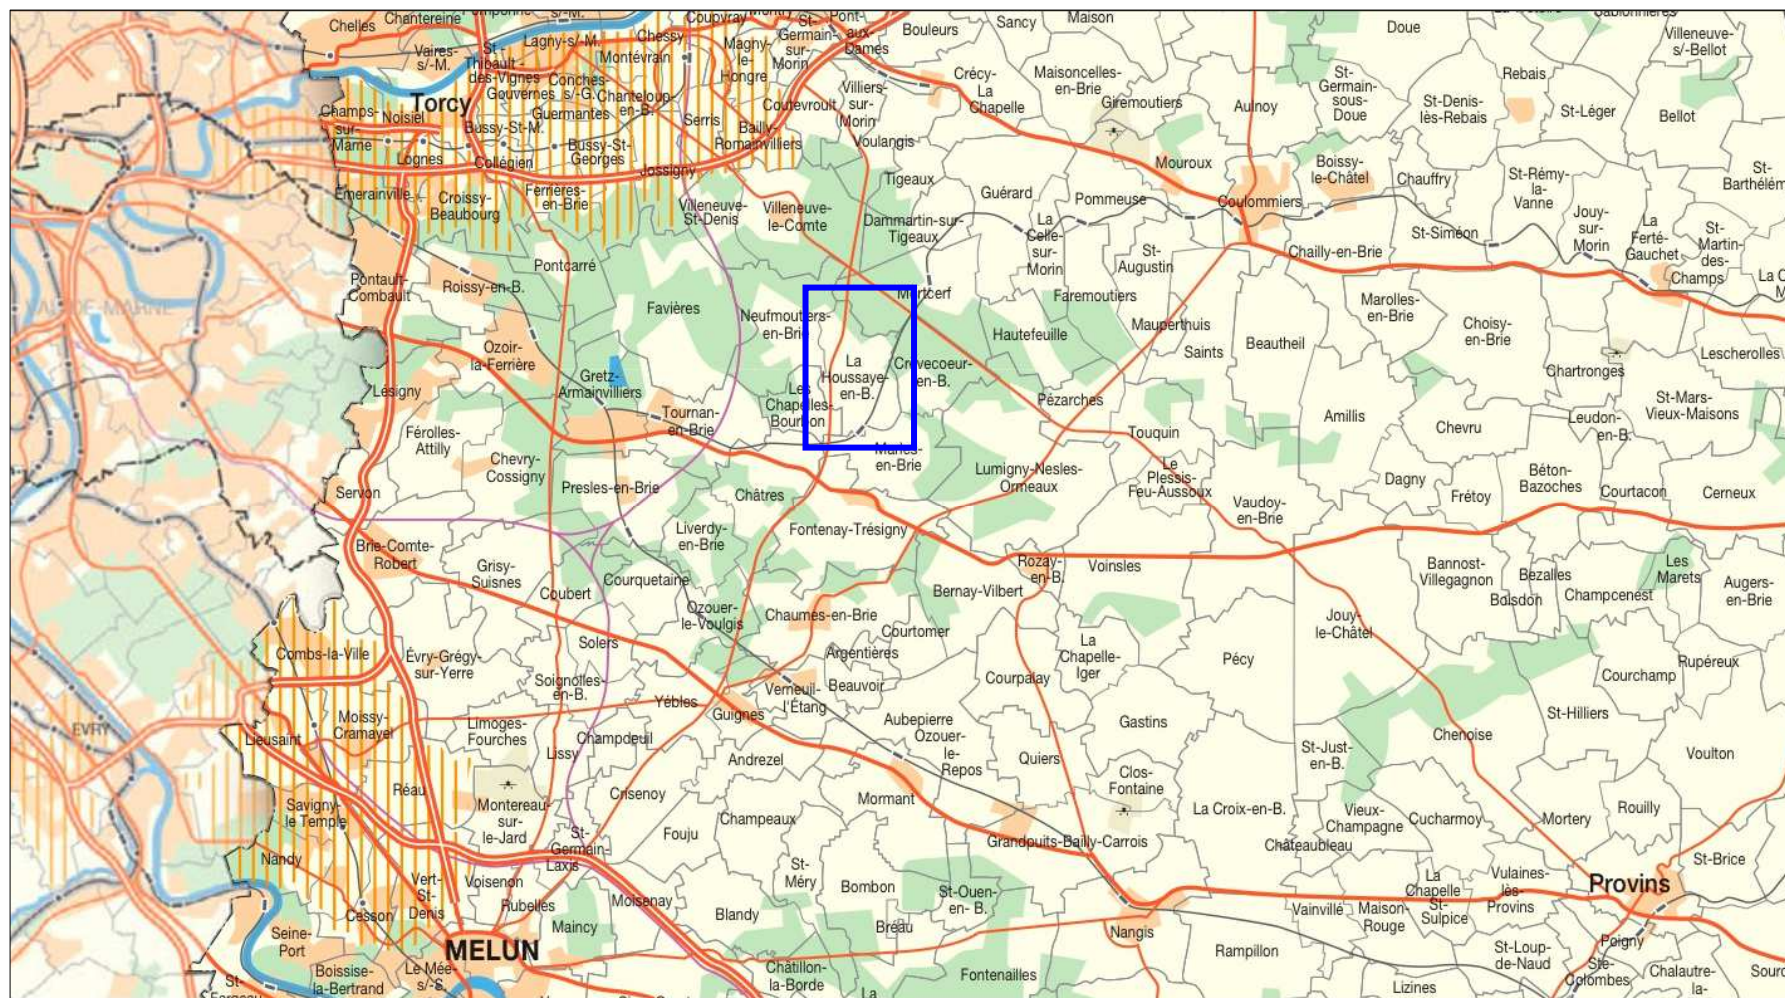 Chelles
Chantereine
Lagny-s/-M.
Chessy
Coupvray
St-
Germain-
sur-
Morin
Pont-
aux-
Dames
Bouleurs
Sancy
Maison
Doue
Villeneuve-
s/-Bellot
Vaires-
s/-M.
St-
Thibault-
des-Vignes
Montévrain
Magny-
le-
Hongre
Crécy-
La
Chapelle
Maisoncelles-
en-Brie
Giremoutiers
Aulnoy
St-
Germain-
sous-
Doue
Rebais
St-Denis-
lès-Rebais
St-Léger
Bellot
Torcy
Gouvernes
Conches-
s/-G.
Chanteloup-
en-B.
Guermantes
Serris
Coutevroult
Villiers-
sur-
Morin
Voulangis
Champs-
sur-
Marne
Noisiel
Bussy-St-M.
Bussy-St-
Georges
Bailly-
Romainvilliers
Lognes
Collégien
Jossigny
Mouroux
Boissy-
le-Châtel
Chauffry
St-Rémy-
la-
Vanne
St-
Barthélém
Émerainville
Croissy-
Beaubourg
Ferrières-
en-Brie
Villeneuve-
St-Denis
Villeneuve-
le-Comte
Tigeaux
Guérard
Pommeuse
Coulommiers
Dammartin-sur-
Tigeaux
La
Celle-
sur-
Morin
St-
Augustin
Chailly-en-Brie
St-Siméon
Jouy-
sur-
Morin
La
Ferté-
Gaucher
St-
Martin-
des-
Champs
Pontault-
Combault
Roissy-en-B.
Pontcarré
Favières
Neufmoutiers-
en-Brie
Mortcerf
Faremoutiers
Hautefeuille
Mauperthuis
Saints
Beautheil
Marolles-
en-Brie
Choisy-
en-Brie
Lescherolles
VAL-DE-MARNE
Ozoir-
la-Ferrière
Gretz-
Armainvilliers
La
Houssaye-
en-B.
Crèvecoeur-
en-B.
Chartronges
Lésigny
Tournan-
en-Brie
Les
Chapelles-
Bourbon
Pézarches
Amillis
Chevru
Leudon-
en-B.
St-Mars-
Vieux-Maisons
Férolles-
Attilly
Chevry-
Cossigny
Presles-en-Brie
Châtres
Marles-
en-Brie
Lumigny-Nesles-
Ormeaux
Touquin
Le
Plessis-
Feu-Aussoux
Dagny
Frétoy
Béton-
Bazoches
Courtacon
Cerneux
Servon
Liverdy-
en-Brie
Fontenay-Trésigny
Vaudoy-
en-Brie
Brie-Comte-
Robert
Grisy-
Suisnes
Coubert
Courquetaine
Rozay-
en-B.
Voinsles
Bannost-
Villegagnon
Bezalles
Boisdon
Champcenest
Les
Marets
Augers-
en-Brie
Bernay-Vilbert
Ozouer-
le-Voulgis
Chaumes-en-Brie
Courtomer
Jouy-
le-Châtel
Combs-la-Ville
Évry-Grégy-
sur-Yerre
Solers
Soignolles-
en-B.
Argentières
Beauvoir
Courpalay
La
Chapelle-
Iger
Pécy
Courchamp
Rupéreux
Yèbles
Guignes
Verneuil-
l'Étang
EVRY
Lieusaint
Moissy-
Cramayel
Limoges-
Fourches
Lissy
Champdeuil
Andrezel
Aubepierre
Ozouer-
le-
Repos
Gastins
Quiers
Clos-
Fontaine
St-Just-
en-B.
Chenoise
St-Hilliers
Voulton
Savigny-
le Temple
Réau
Montereau-
sur-
le-Jard
Crisenoy
Champeaux
Mormant
La Croix-en-B.
Vieux-
Champagne
Cucharmoy
Mortery
Rouilly
Nandy
St-
Germain-
Laxis
Fouju
Grandpuits-Bailly-Carrois
Châteaubleau
St-Brice
Cesson
Vert-
St-
Denis
Voisenon
Rubelles
Moisenay
St-
Méry
Bombon
St-Ouen-
en- B.
La
Chapelle
St-
Sulpice
Vulaines-
lès-
Provins
Provins
Vainville
Maison-
Rouge
Seine-
Port
Maincy
Blandy
Bréau
Nangis
Rampillon
St-Loup-
de-Naud
Poigny
MELUN
Boissise-
la-Bertrand
Le Mée-
s/-S.
Châtillon-
la-Borde
La
Fontenailles
Lizines
Ste-
Colombes
Chalautre-
la-
Sourd